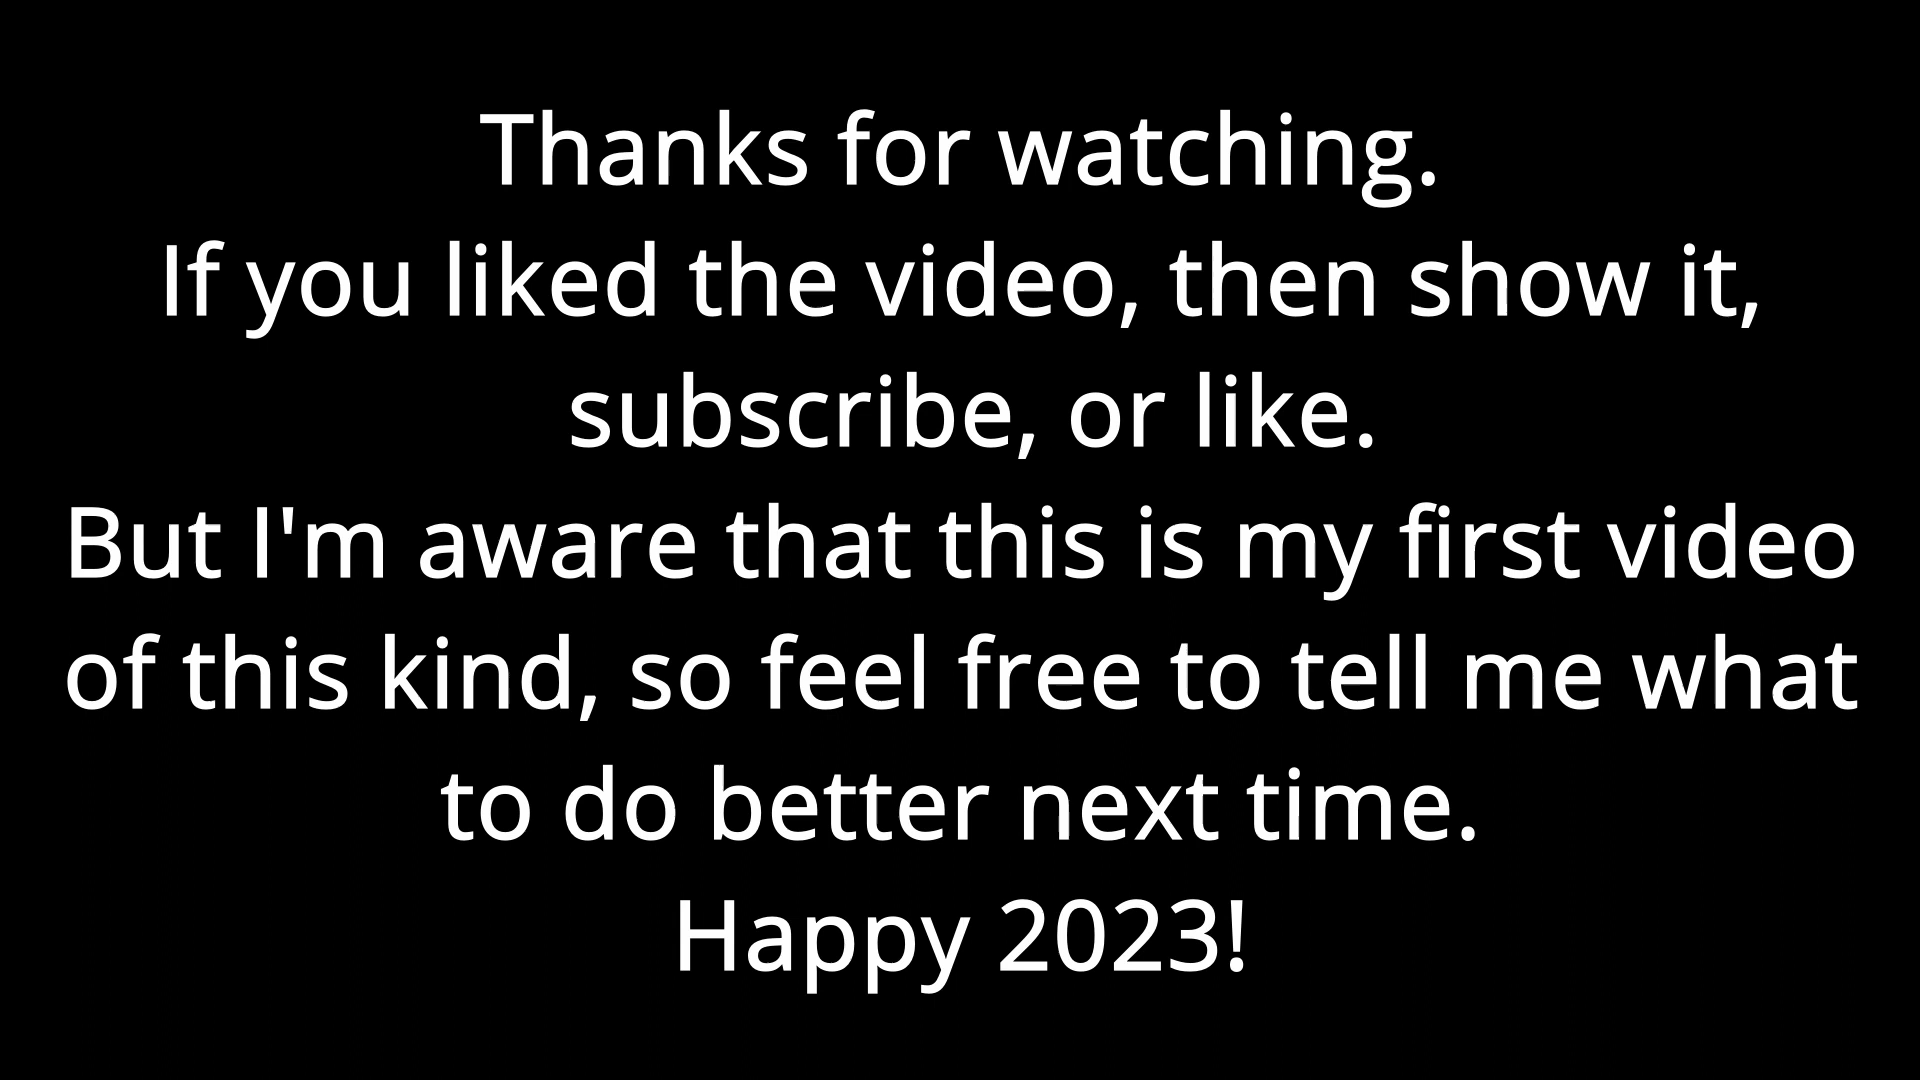 Thanks for watching.
If you liked the video, then show it,
subscribe, or like.
But I'm aware that this is my first video
of this kind, so feel free to tell me what
to do better next time.
Happy 2023!